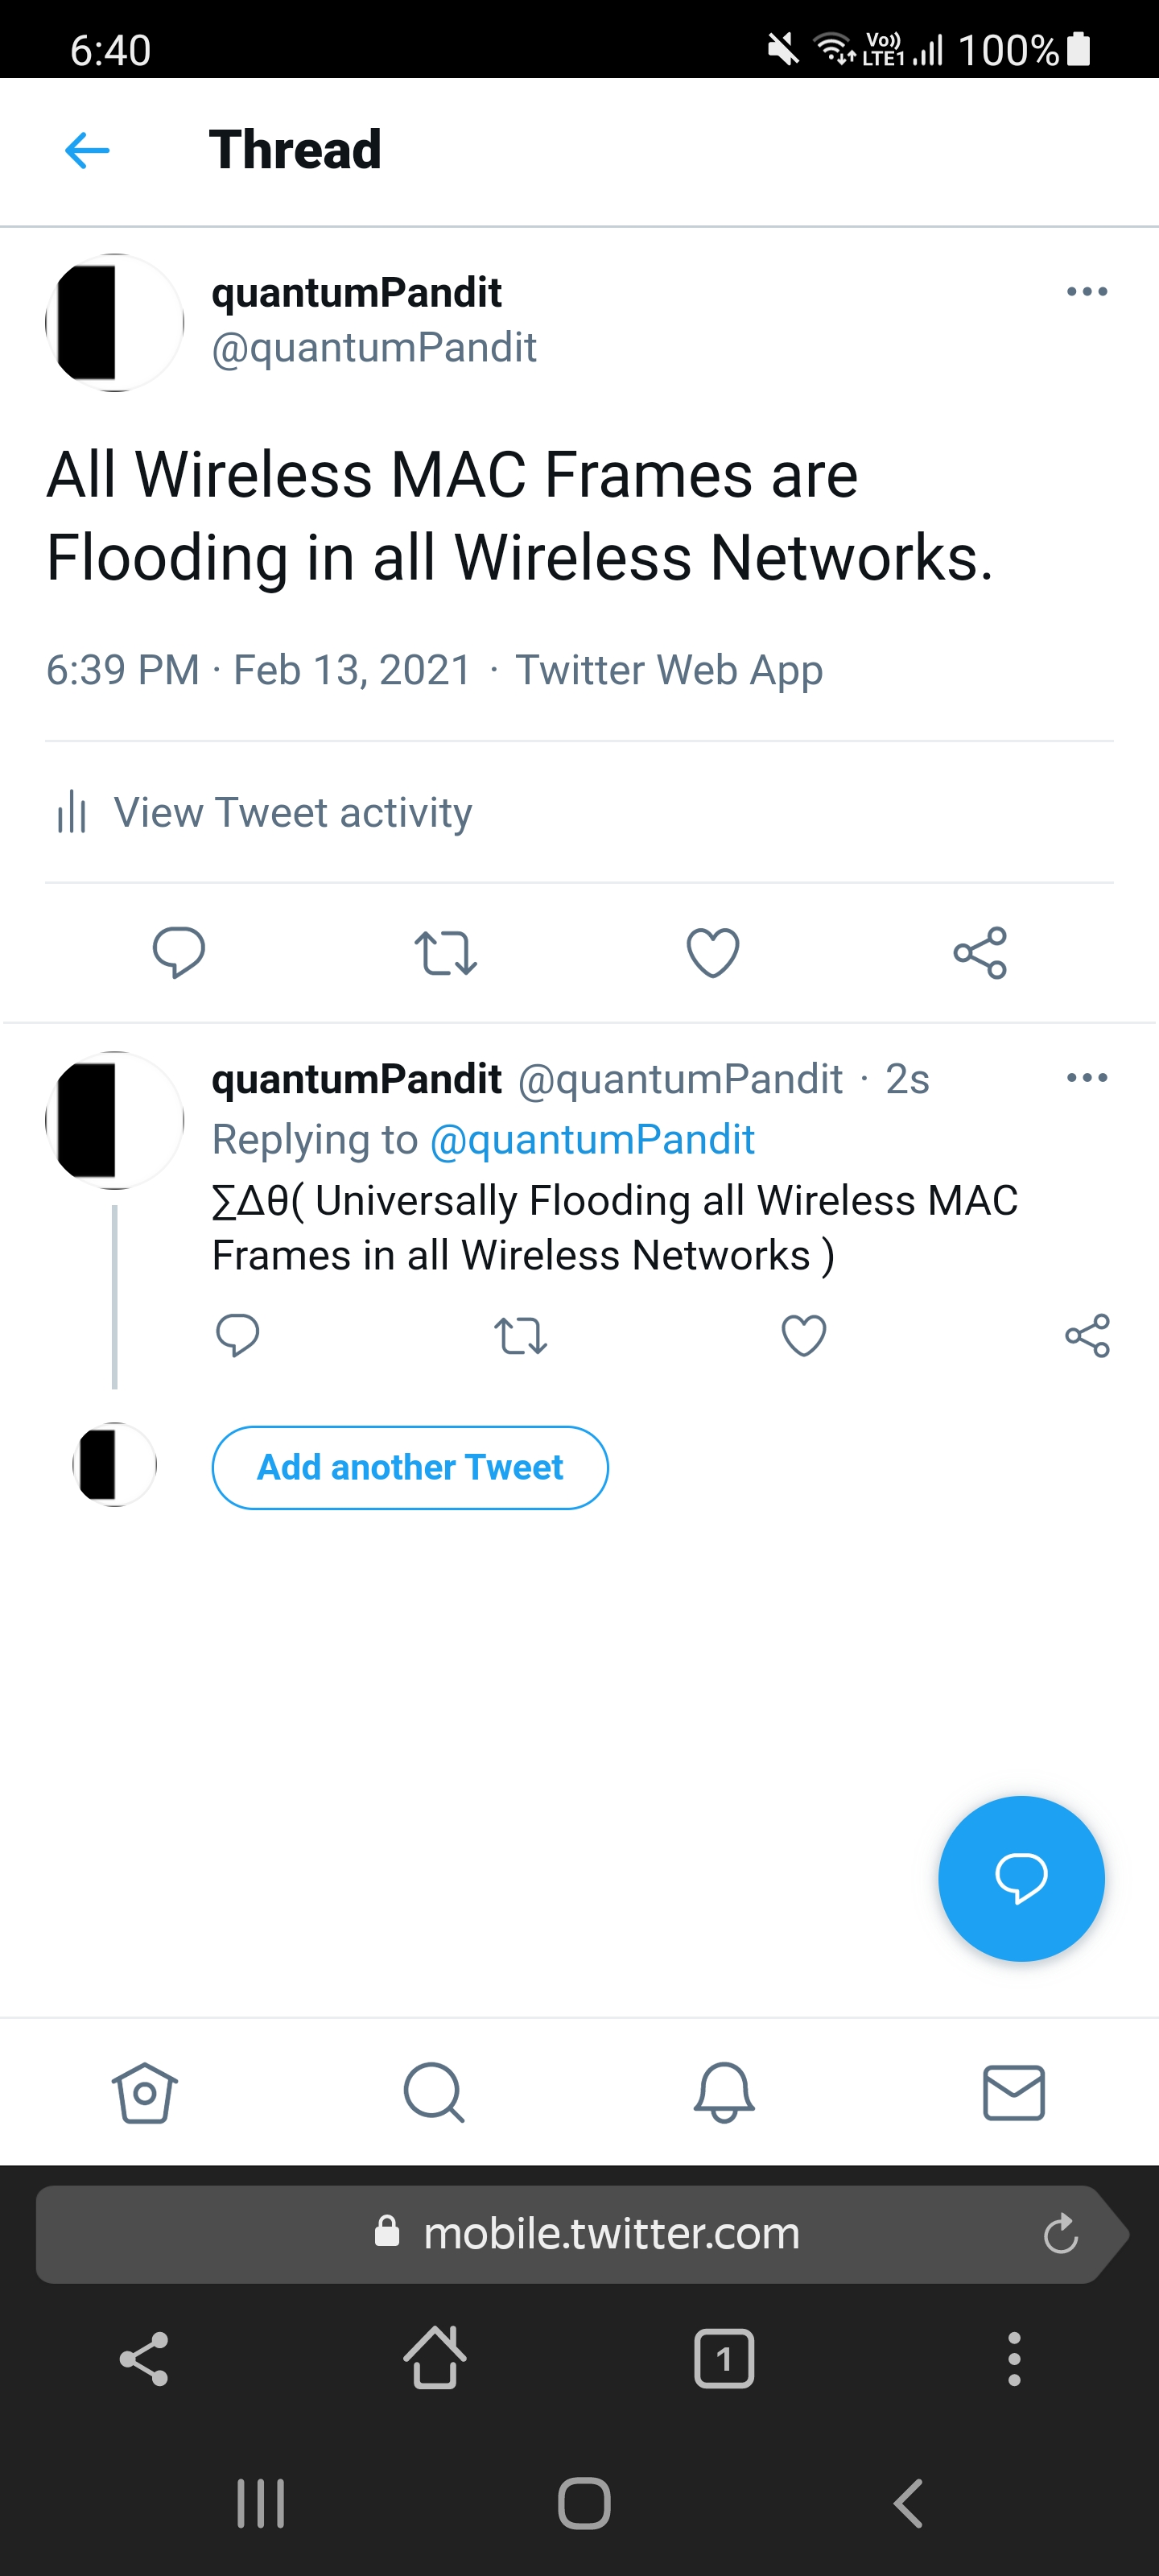 6:40
Vo)) LTE1 100%
Thread
quantumPandit
@quantumPandit
All Wireless MAC Frames are
Flooding in all Wireless Networks.
6:39 PM · Feb 13, 2021 · Twitter Web App
View Tweet activity
quantumPandit @quantumPandit · 2s
Replying to @quantumPandit
∑Δθ( Universally Flooding all Wireless MAC
Frames in all Wireless Networks )
Add another Tweet
mobile.twitter.com
1